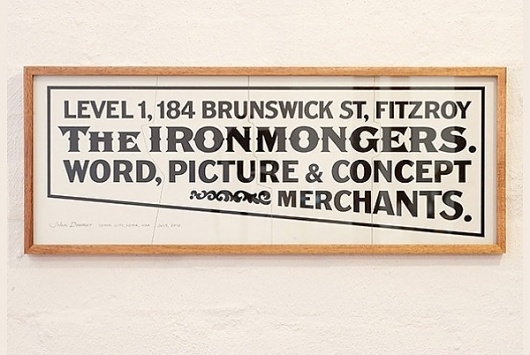 LEVEL 1, 184 BRUNSWICK ST, FITZROY
THE IRONMONGERS.
WORD, PICTURE & CONCEPT
MERCHANTS.